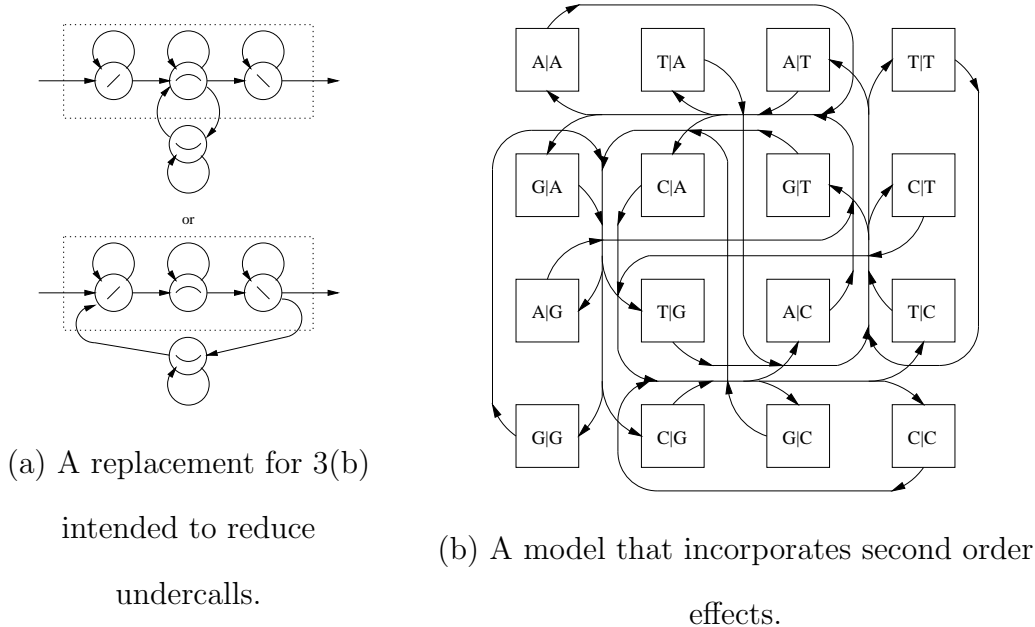 or
(a) A replacement for 3(b)
intended to reduce
undercalls.
A|A T|A A|T T|T
G|A C|A G|T C|T
A|G T|G A|C T|C
G|G C|G G|C C|C
(b) A model that incorporates second order
effects.